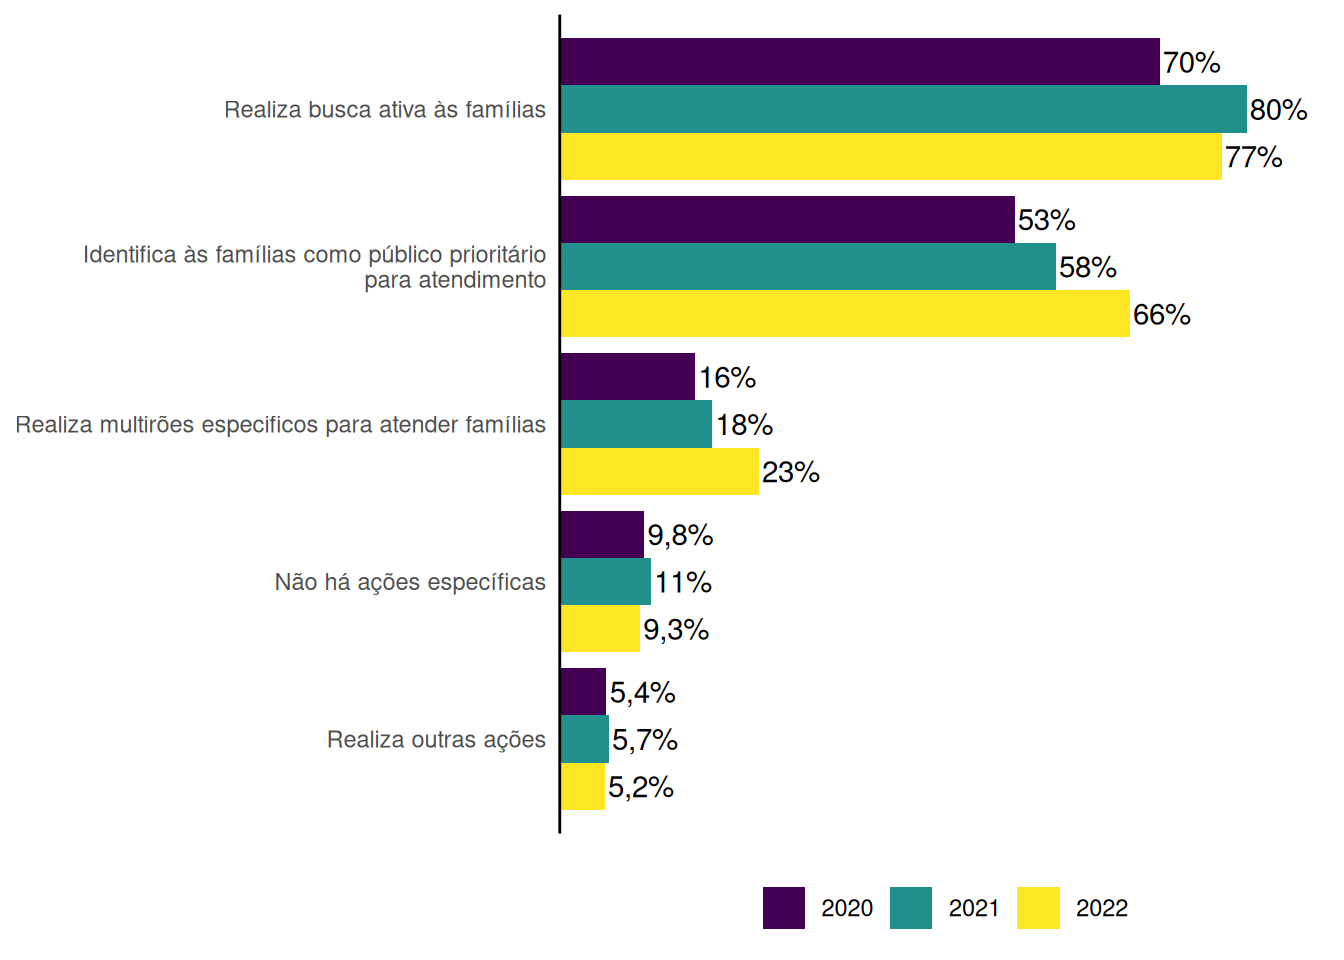 70%
Realiza busca ativa às famílias
80%
77%
53%
Identifica às famílias como público prioritário
para atendimento
58%
66%
16%
Realiza multirões especificos para atender famílias
18%
23%
9,8%
Não há ações específicas
11%
9,3%
5,4%
Realiza outras ações
5,7%
5,2%
2020 2021 2022